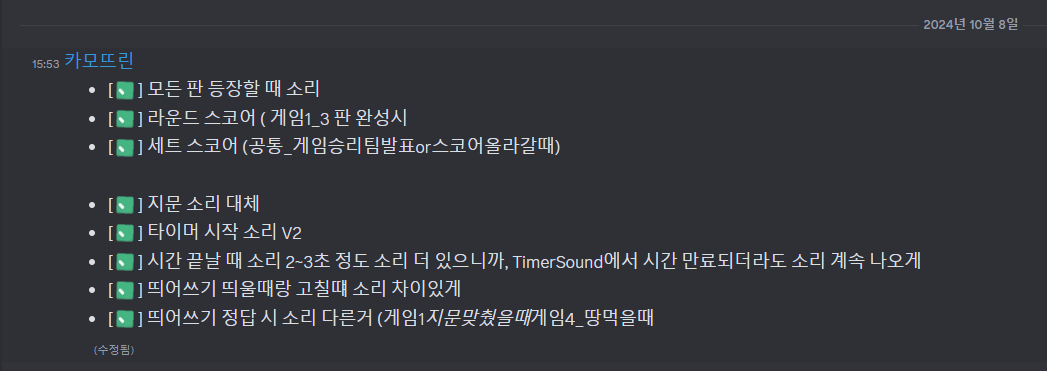 2024년 10월 8일
15:53 카모뜨린
• [✅] 모든 판 등장할 때 소리
• [✅] 라운드 스코어 ( 게임1_3 판 완성시
• [✅] 세트 스코어 (공통_게임승리팀발표or스코어올라갈때)
• [✅] 지문 소리 대체
• [✅] 타이머 시작 소리 V2
• [✅] 시간 끝날 때 소리 2~3초 정도 소리 더 있으니까, TimerSound에서 시간 만료되더라도 소리 계속 나오게
• [✅] 띄어쓰기 띄울때랑 고칠떄 소리 차이있게
• [✅] 띄어쓰기 정답 시 소리 다른거 (게임1지문맞췄을때게임4_땅먹을때
(수정됨)